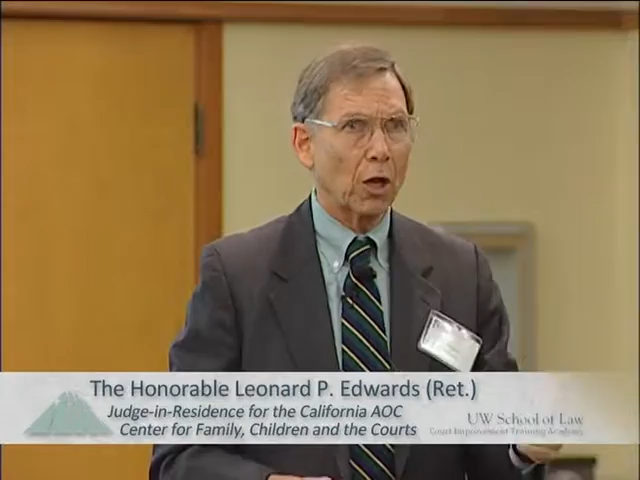 The Honorable Leonard P. Edwards (Ret.)
Judge-in-Residence for the California AOC
Center for Family, Children and the Courts
UW School of Law
Court Improvement Training Academy